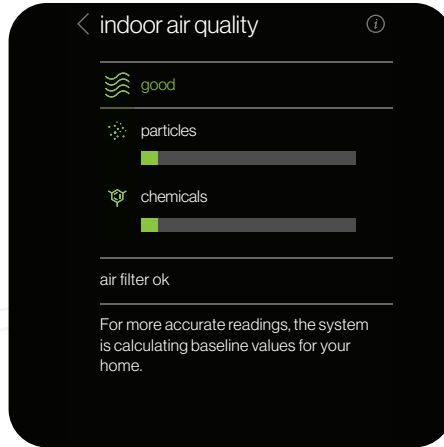 indoor air quality
good
particles
chemicals
air filter ok
For more accurate readings, the system
is calculating baseline values for your
home.